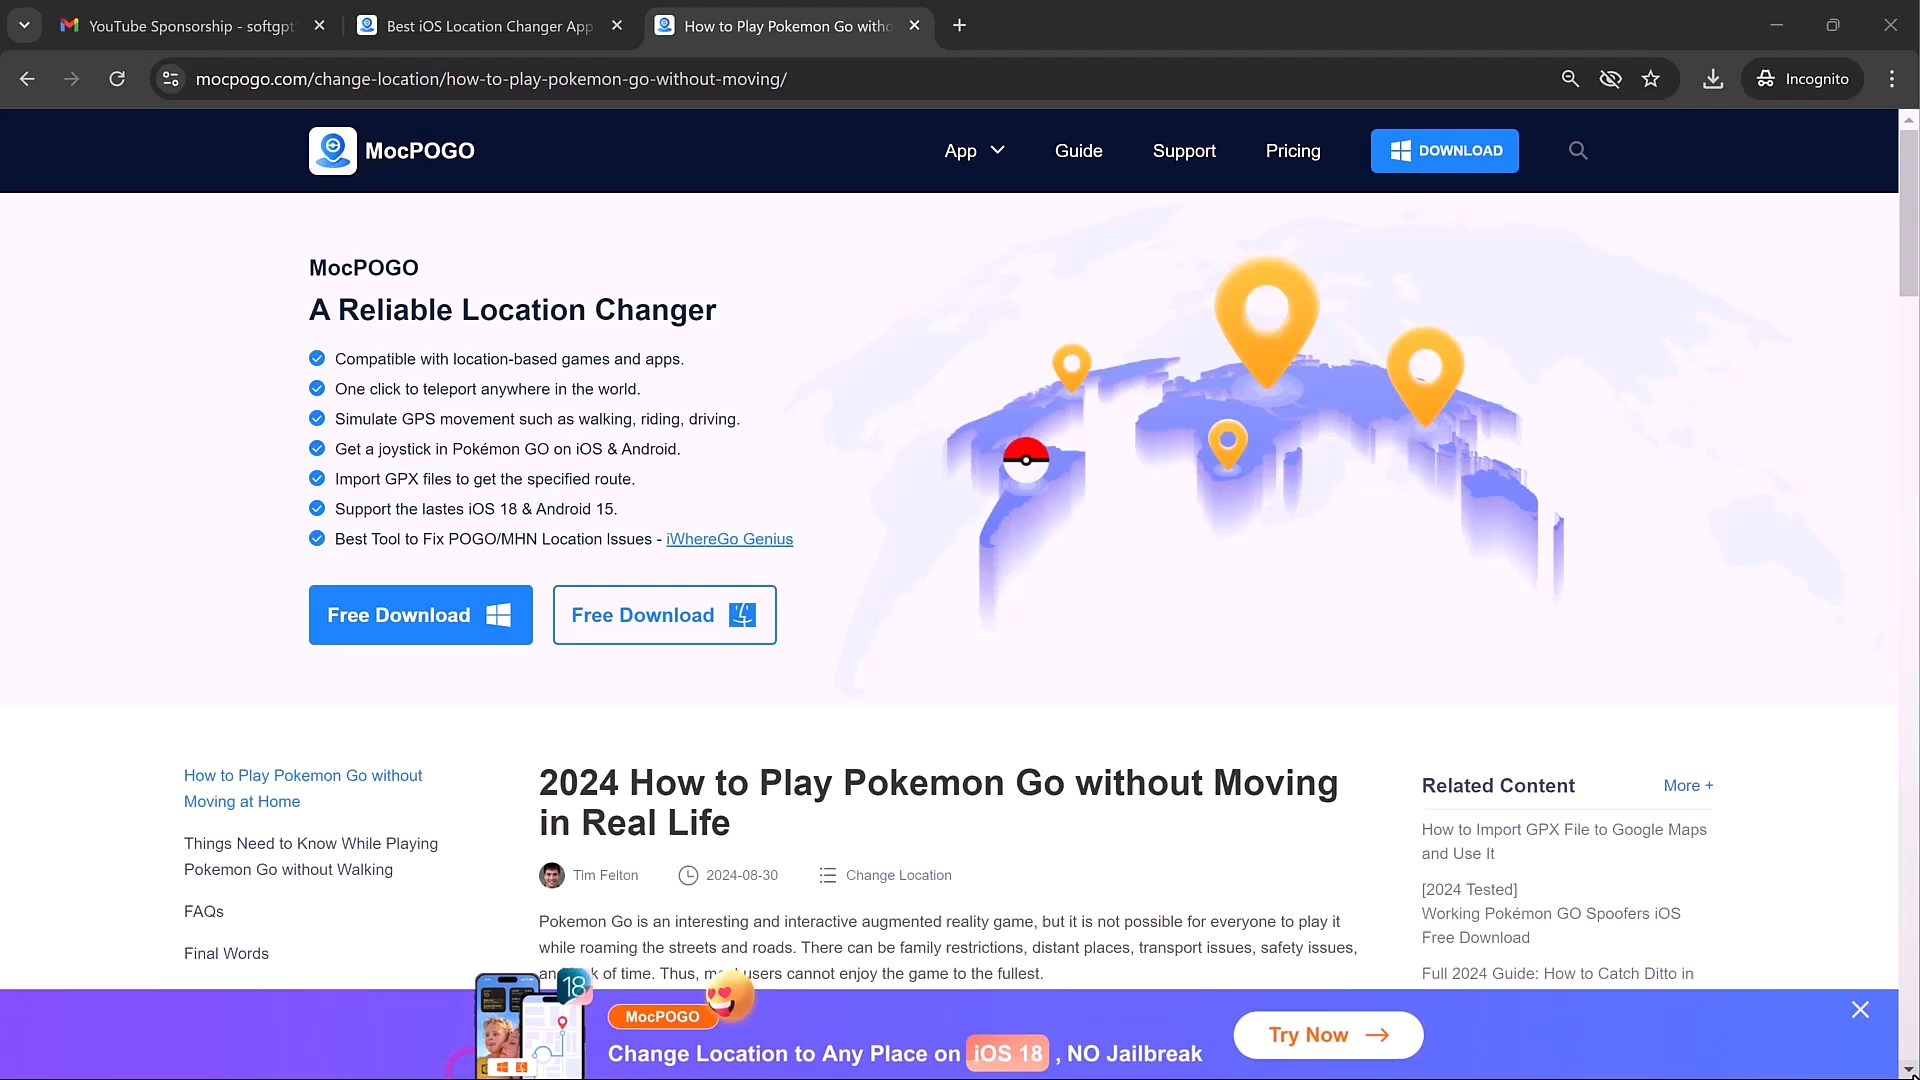 YouTube Sponsorship - softgpt
Best iOS Location Changer App
How to Play Pokemon Go witho
mocpogo.com/change-location/how-to-play-pokemon-go-without-moving/
Incognito
MocPOGO
App
Guide
Support
Pricing
DOWNLOAD
MocPOGO
A Reliable Location Changer
Compatible with location-based games and apps.
One click to teleport anywhere in the world.
Simulate GPS movement such as walking, riding, driving.
Get a joystick in Pokémon GO on iOS & Android.
Import GPX files to get the specified route.
Support the lastes iOS 18 & Android 15.
Best Tool to Fix POGO/MHN Location Issues - iWhereGo Genius
Free Download
Free Download
How to Play Pokemon Go without
Moving at Home
Things Need to Know While Playing
Pokemon Go without Walking
FAQs
Final Words
2024 How to Play Pokemon Go without Moving
in Real Life
Tim Felton
2024-08-30
Change Location
Pokemon Go is an interesting and interactive augmented reality game, but it is not possible for everyone to play it
while roaming the streets and roads. There can be family restrictions, distant places, transport issues, safety issues,
k of time. Thus, users cannot enjoy the game to the fullest.
Related Content
More +
How to Import GPX File to Google Maps
and Use It
[2024 Tested]
Working Pokémon GO Spoofers iOS
Free Download
Full 2024 Guide: How to Catch Ditto in
18
MocPOGO
Change Location to Any Place on iOS 18 , NO Jailbreak
Try Now